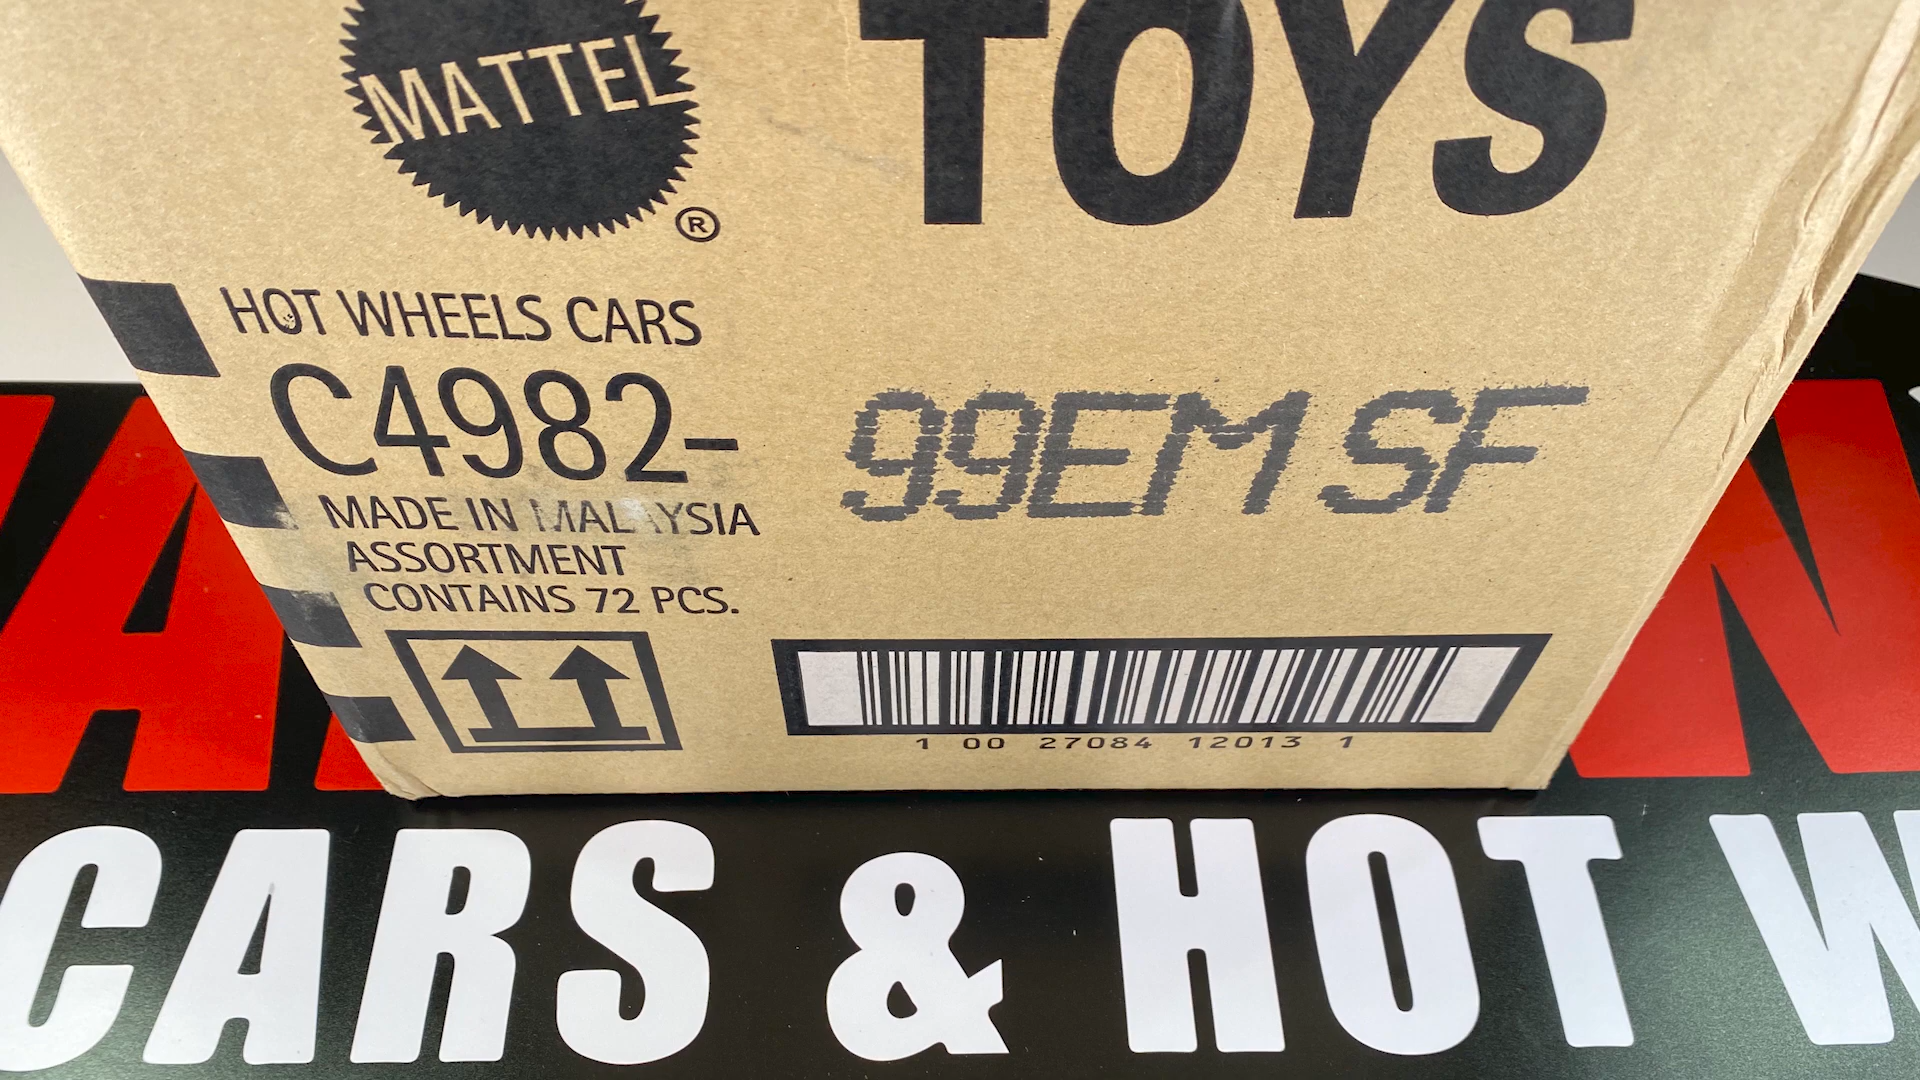 MATTEL
®
TOYS
HOT WHEELS CARS
C4982-
99EM SF
MADE IN MALAYSIA
ASSORTMENT
CONTAINS 72 PCS.
1 00 27084 12013 1
CARS & HOT W